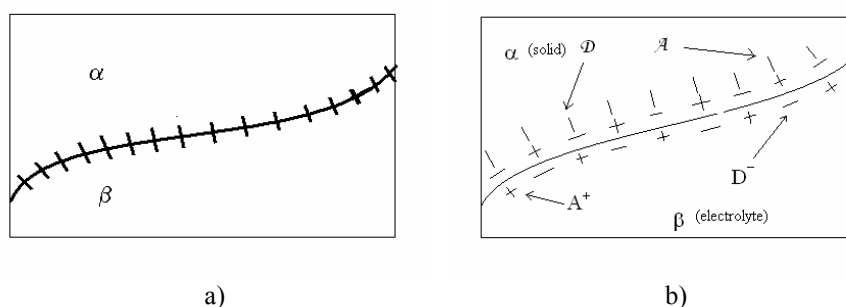 α
β
a)
α (solid) 𝒟 𝒜
D⁻
A⁺
β (electrolyte)
b)